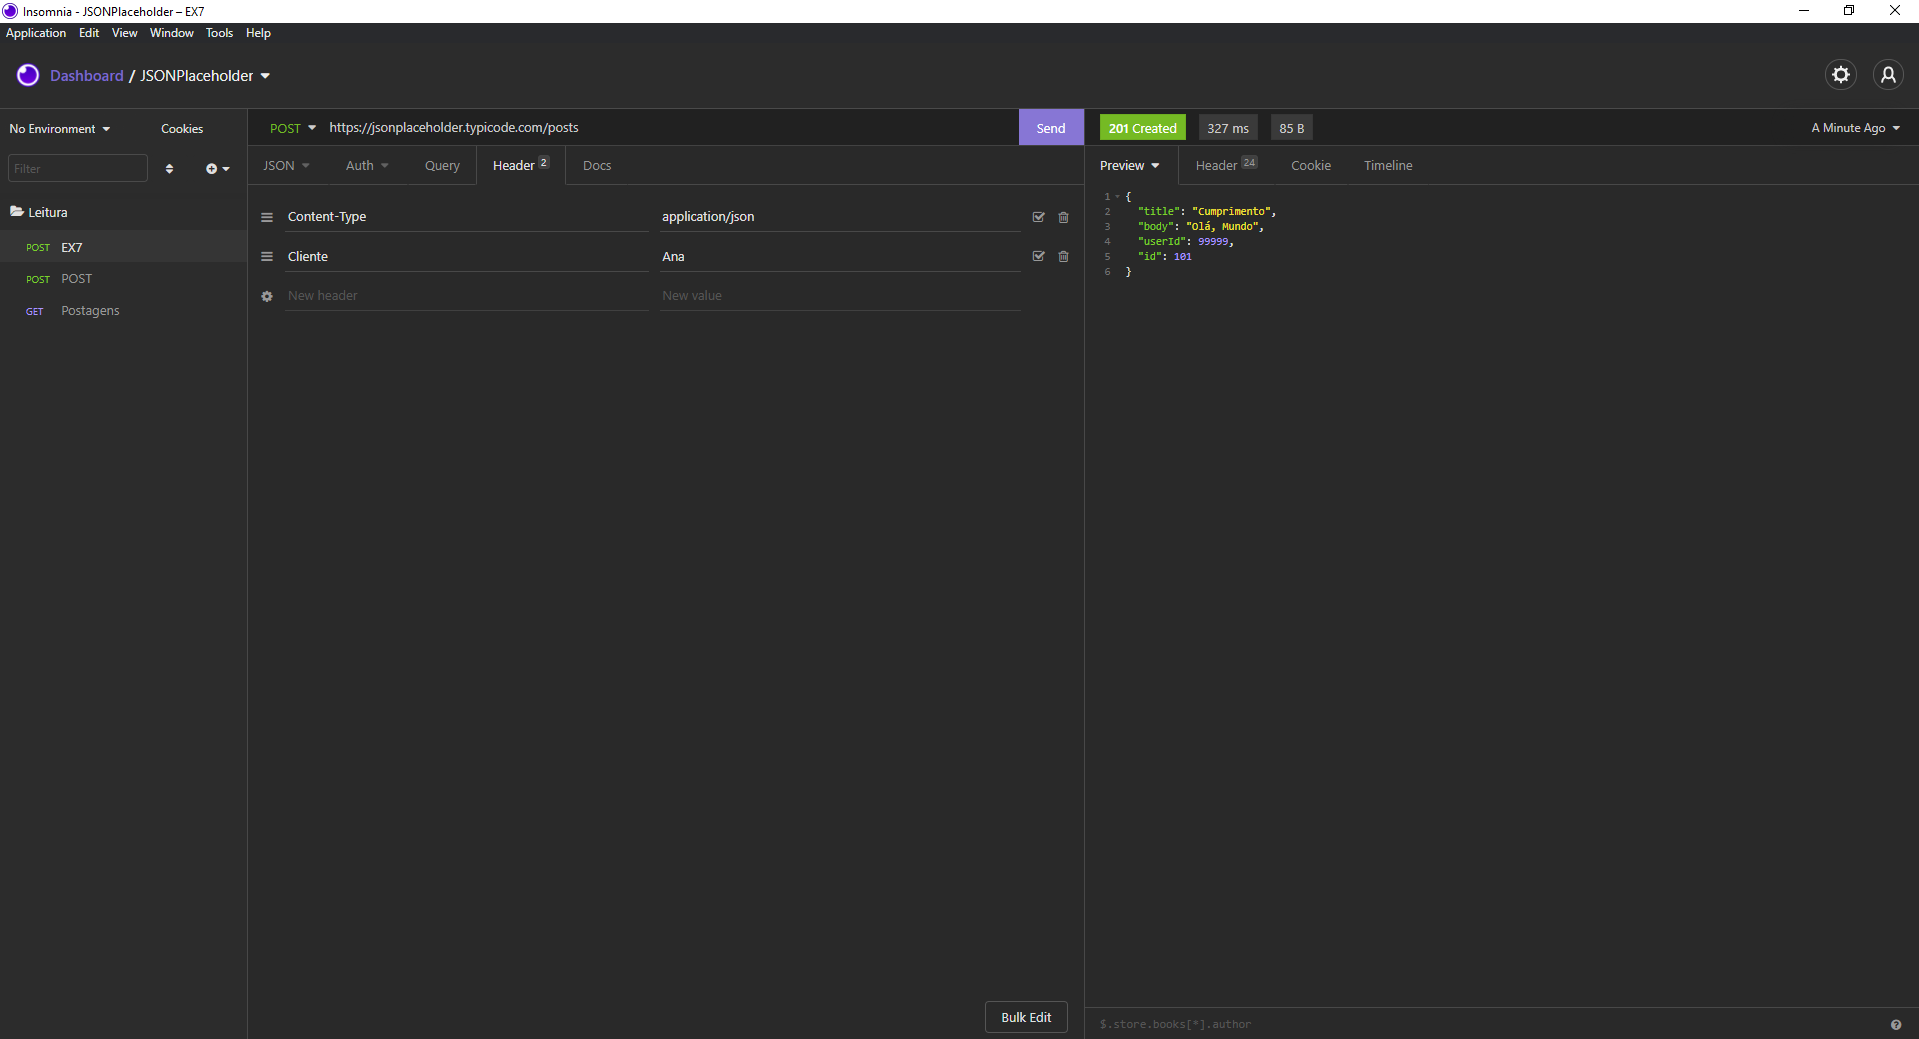 Insomnia - JSONPlaceholder – EX7
Application Edit View Window Tools Help
Dashboard / JSONPlaceholder
No Environment Cookies
Filter
Leitura
POST EX7
POST POST
GET Postagens
POST https://jsonplaceholder.typicode.com/posts Send
JSON Auth Query Header 2 Docs
Content-Type application/json
Cliente Ana
New header New value
Bulk Edit
201 Created 327 ms 85 B A Minute Ago
Preview Header 24 Cookie Timeline
1 {
2 "title": "Cumprimento",
3 "body": "Olá, Mundo",
4 "userId": 99999,
5 "id": 101
6 }
$.store.books[*].author